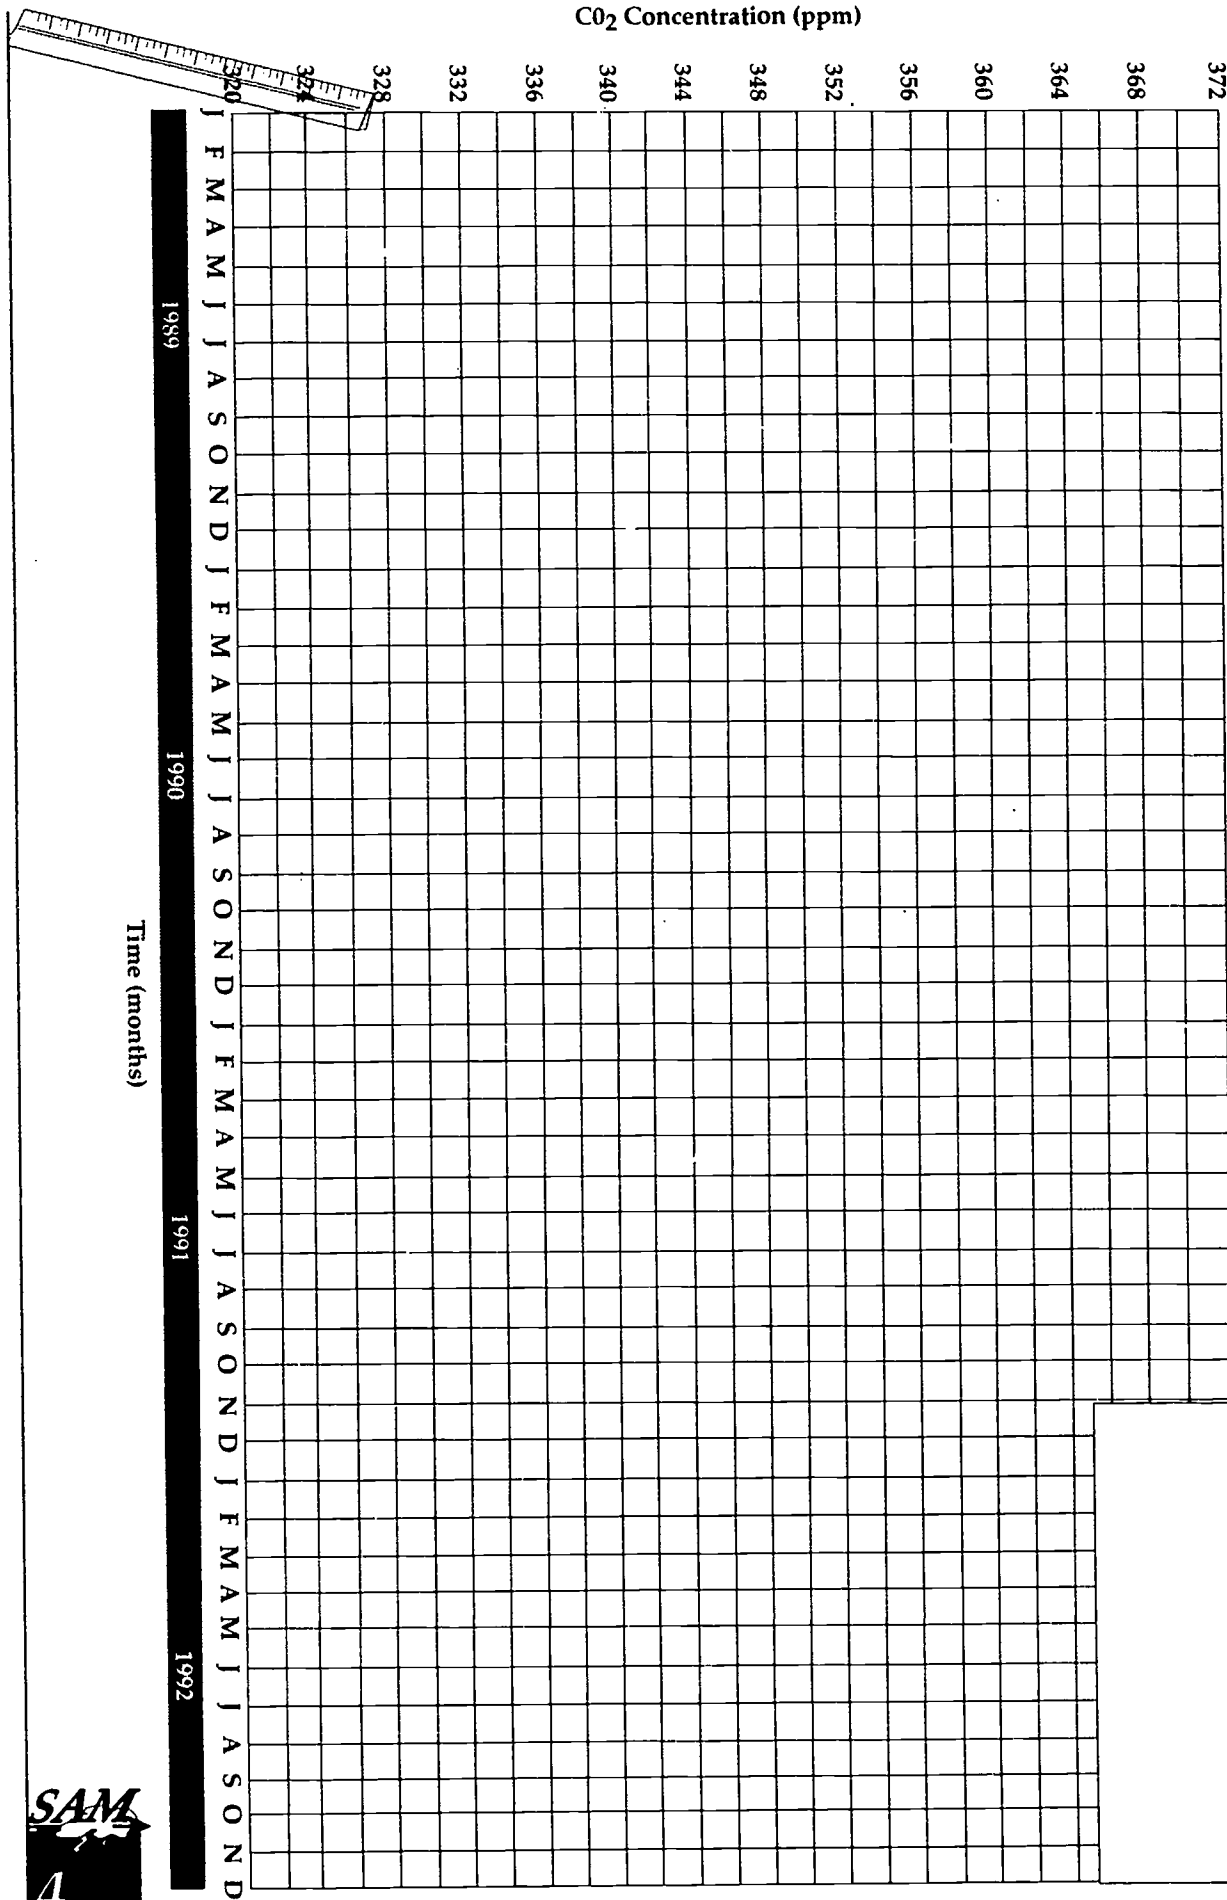 C0₂ Concentration (ppm)
320 324 328 332 336 340 344 348 352 356 360 364 368 372
J F M A M J J A S O N D J F M A M J J A S O N D J F M A M J J A S O N D J F M A M J J A S O N D
1989 1990 1991 1992
Time (months)
SAM